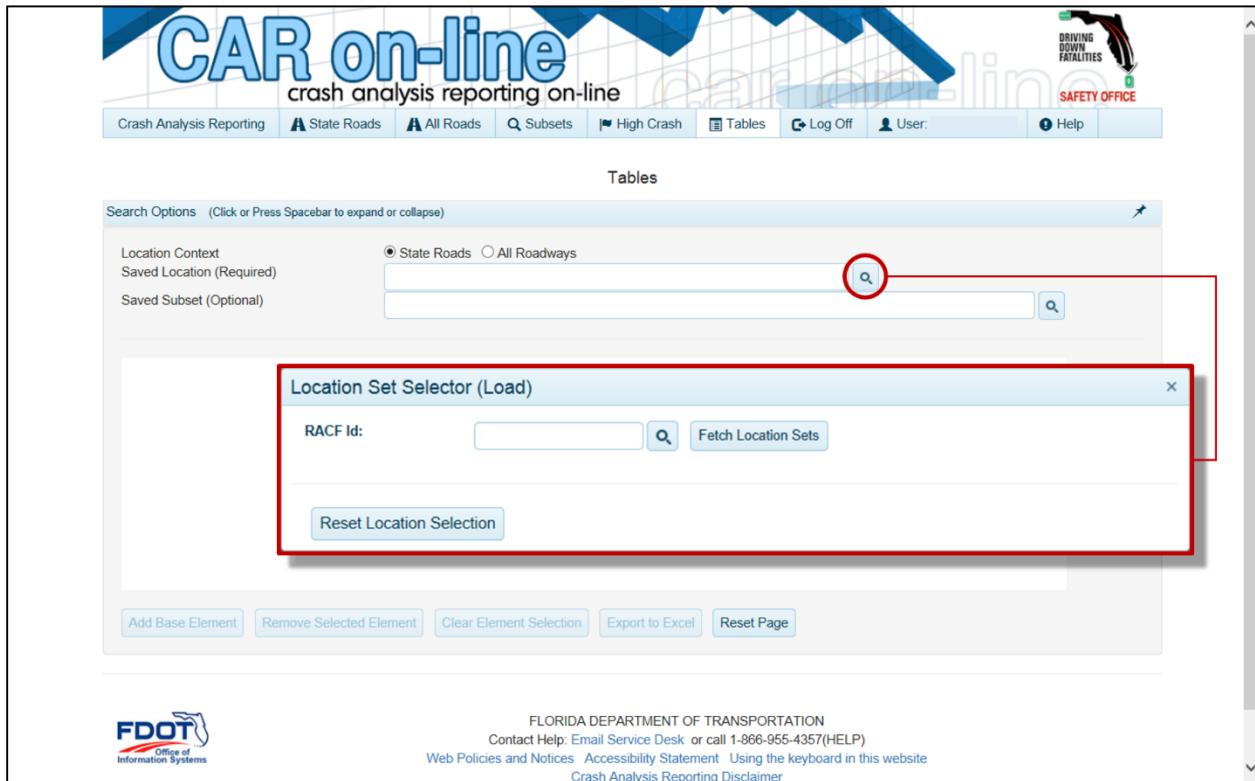 CAR on-line
crash analysis reporting on-line
car on-line
DRIVING
DOWN
FATALITIES
0
SAFETY OFFICE
Crash Analysis Reporting State Roads All Roads Subsets High Crash Tables Log Off User: Help
Tables
Search Options (Click or Press Spacebar to expand or collapse)
Location Context State Roads All Roadways
Saved Location (Required)
Saved Subset (Optional)
Location Set Selector (Load) ×
RACF Id: Fetch Location Sets
Reset Location Selection
Add Base Element Remove Selected Element Clear Element Selection Export to Excel Reset Page
FDOT
Office of
Information Systems
FLORIDA DEPARTMENT OF TRANSPORTATION
Contact Help: Email Service Desk or call 1-866-955-4357(HELP)
Web Policies and Notices Accessibility Statement Using the keyboard in this website
Crash Analysis Reporting Disclaimer